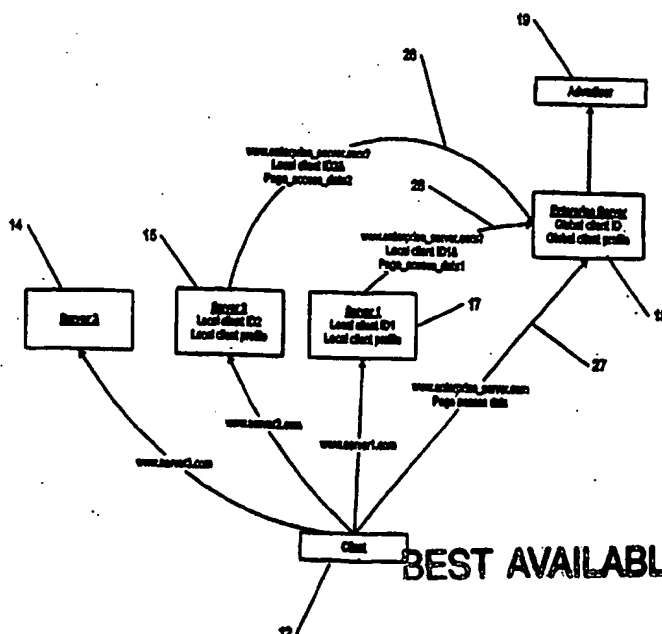 19
28
Advertiser
www.enterprise_server.com?
Local client ID2&
Page_access_data2
26
Enterprise Server
Global client ID
Global client profile
14
15
www.enterprise_server.com?
Local client ID1&
Page_access_data1
Server 3
Server 2
Local client ID2
Local client profile
Server 1
Local client ID1
Local client profile
17
27
www.enterprise_server.com
Page access data
www.server3.com
www.server2.com
www.server1.com
Client
BEST AVAILABL
12